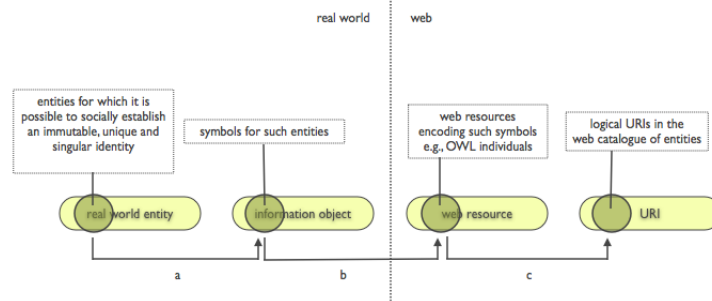 real world
web
entities for which it is
possible to socially establish
an immutable, unique and
singular identity
symbols for such entities
web resources
encoding such symbols
e.g., OWL individuals
logical URIs in the
web catalogue of entities
real world entity
information object
web resource
URI
a
b
c